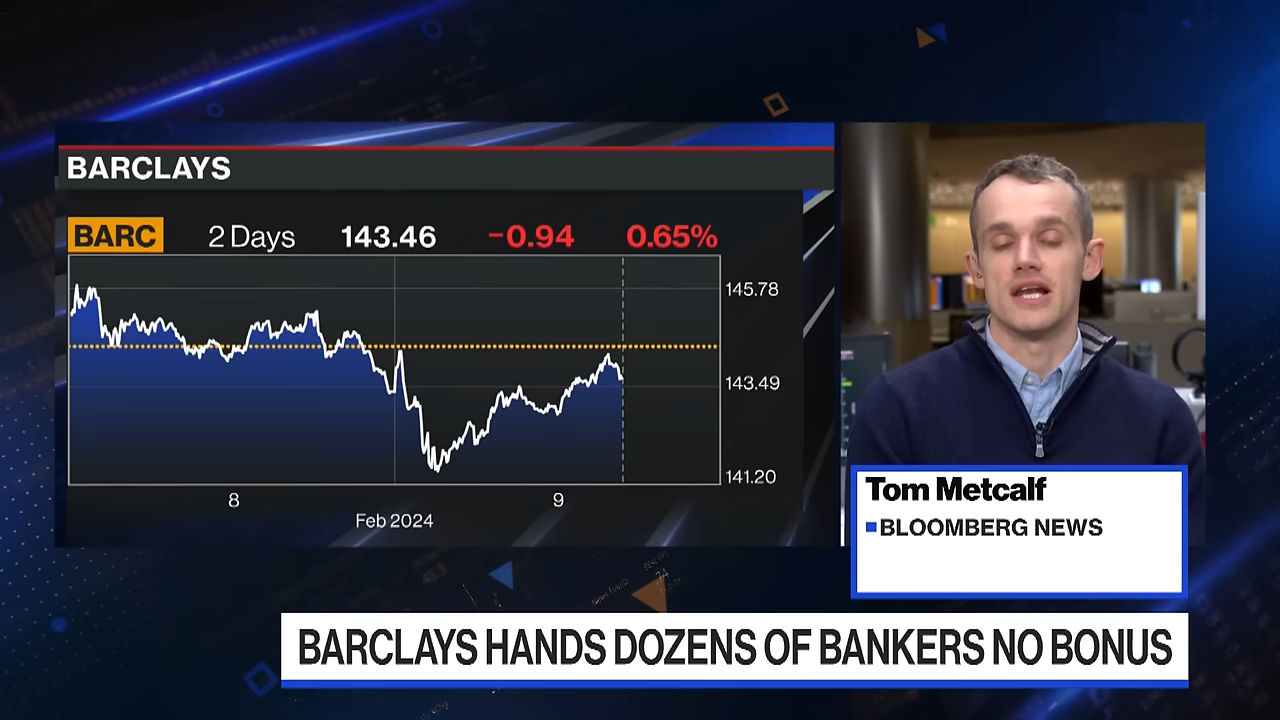 BARCLAYS
BARC 2 Days 143.46 −0.94 0.65%
145.78
143.49
141.20
8 9
Feb 2024
Tom Metcalf
BLOOMBERG NEWS
BARCLAYS HANDS DOZENS OF BANKERS NO BONUS